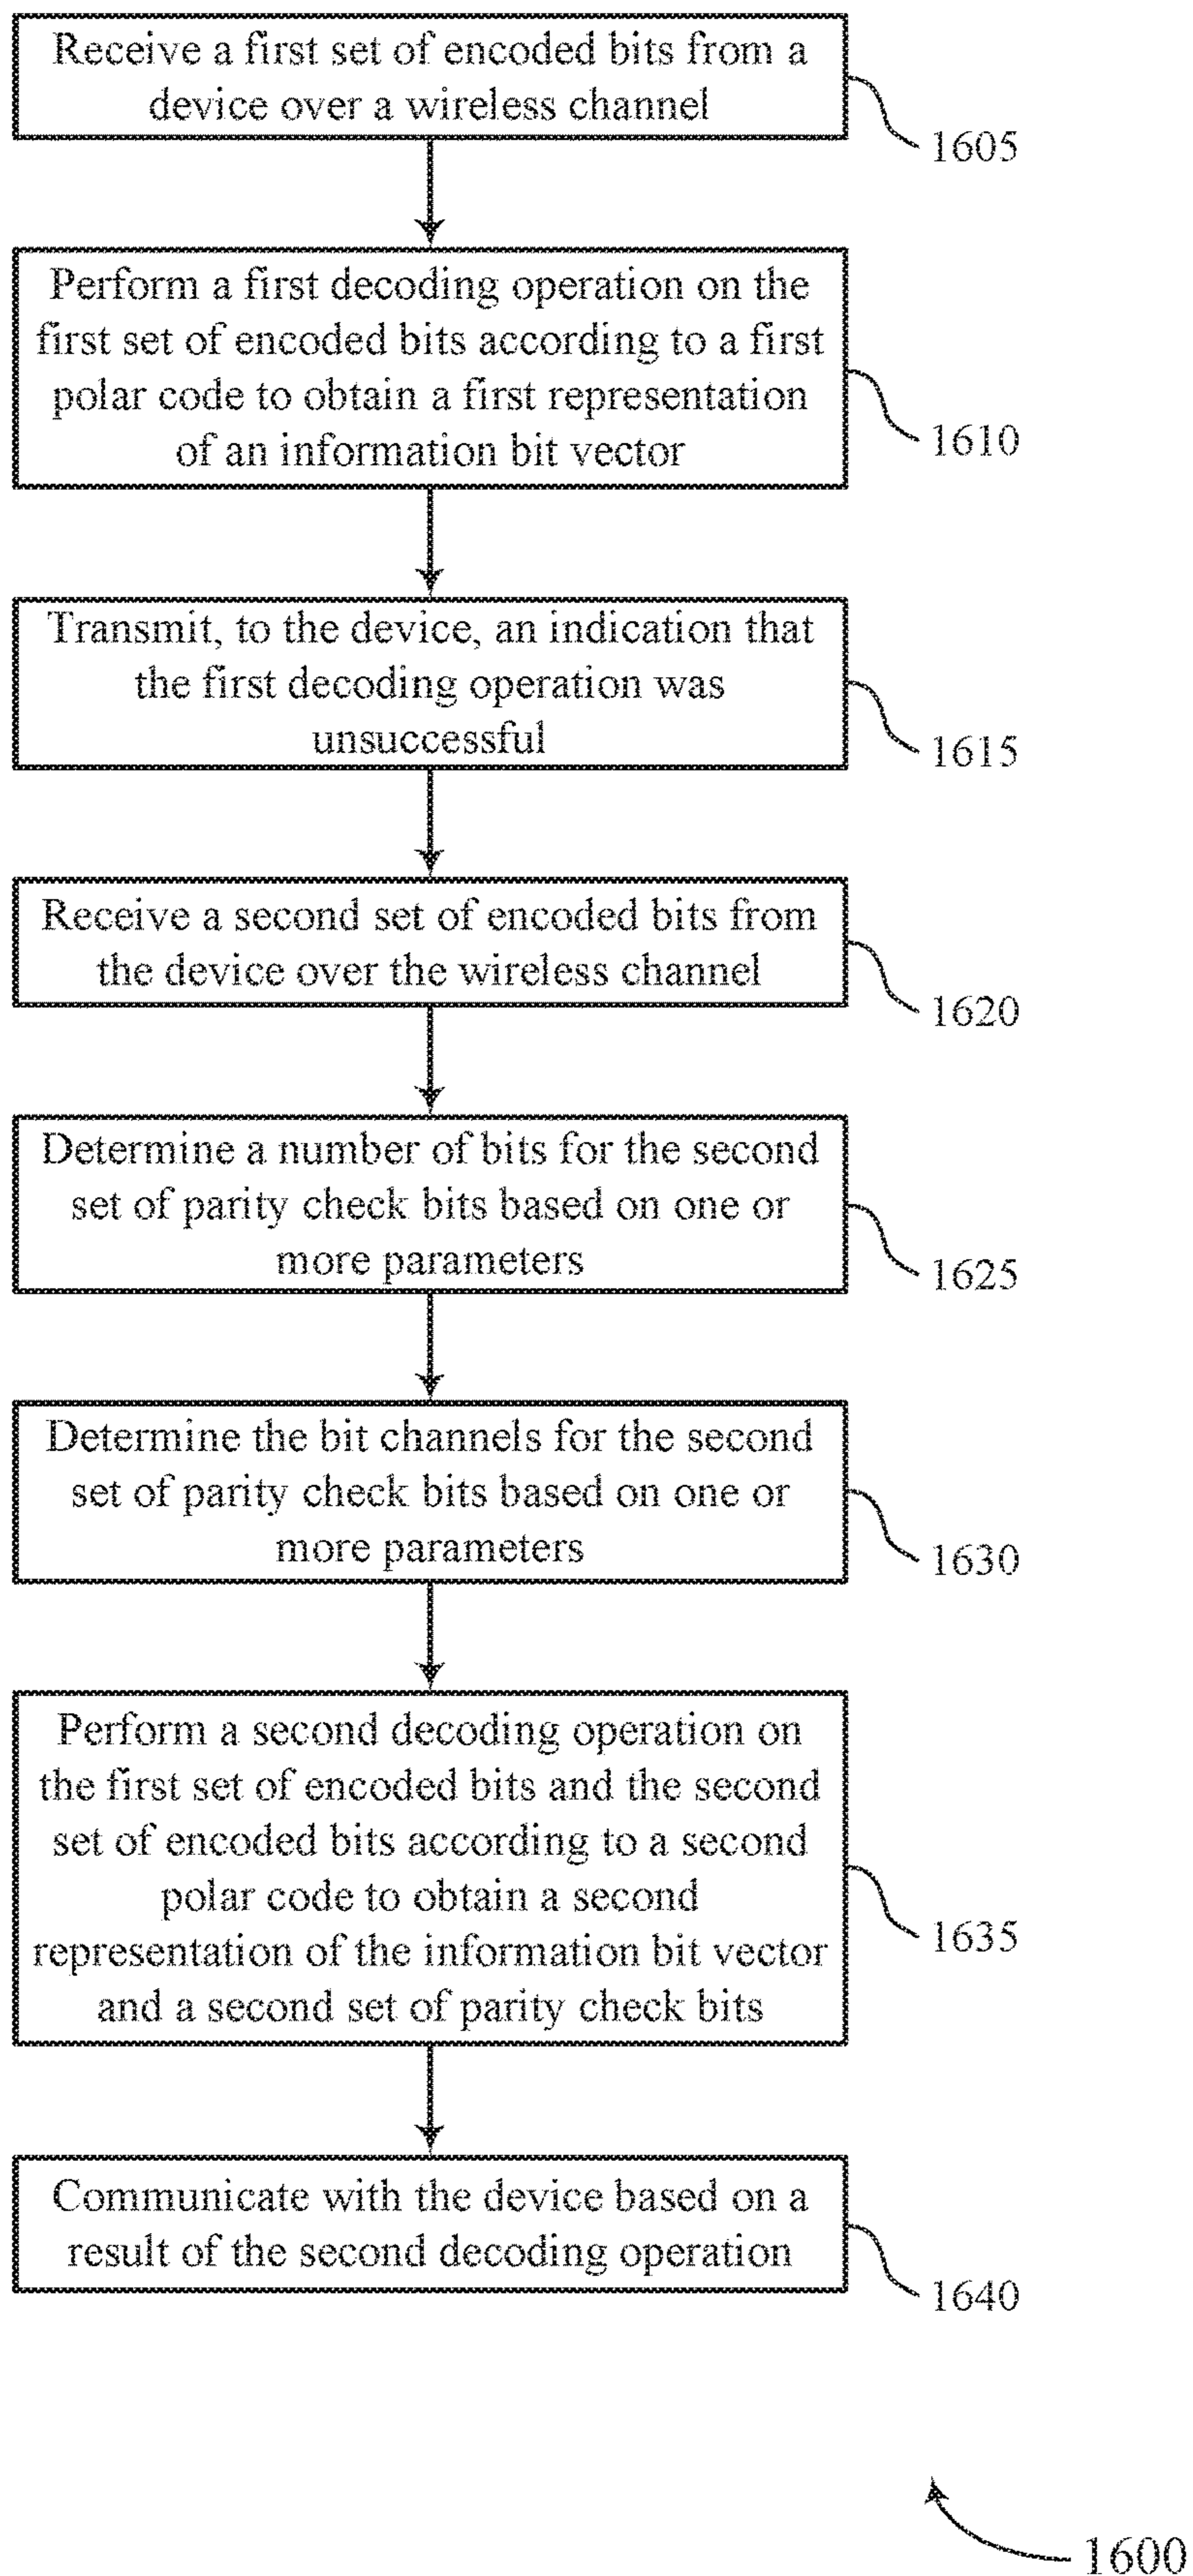 Receive a first set of encoded bits from a
device over a wireless channel
1605
Perform a first decoding operation on the
first set of encoded bits according to a first
polar code to obtain a first representation
of an information bit vector
1610
Transmit, to the device, an indication that
the first decoding operation was
unsuccessful
1615
Receive a second set of encoded bits from
the device over the wireless channel
1620
Determine a number of bits for the second
set of parity check bits based on one or
more parameters
1625
Determine the bit channels for the second
set of parity check bits based on one or
more parameters
1630
Perform a second decoding operation on
the first set of encoded bits and the second
set of encoded bits according to a second
polar code to obtain a second
representation of the information bit vector
and a second set of parity check bits
1635
Communicate with the device based on a
result of the second decoding operation
1640
1600